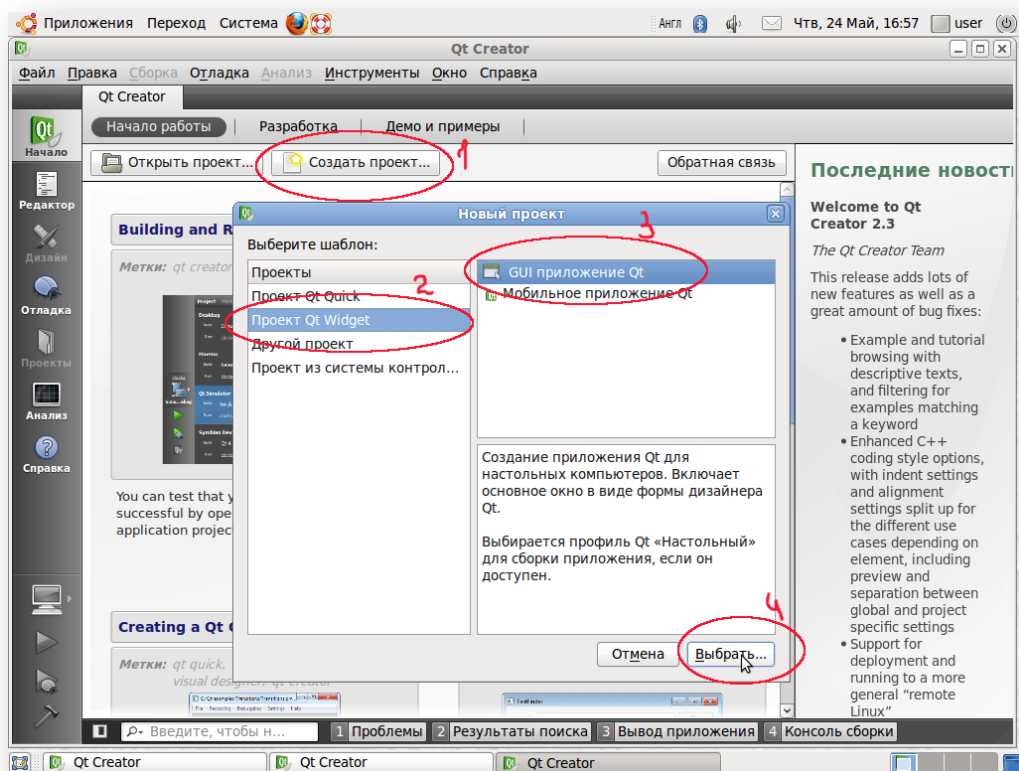 Приложения Переход Система Англ Чтв, 24 Май, 16:57 user
Qt Creator
Файл Правка Сборка Отладка Анализ Инструменты Окно Справка
Qt Creator
Начало работы Разработка Демо и примеры
1
Открыть проект... Создать проект... Обратная связь
Начало
Редактор
Дизайн
Отладка
Проекты
Анализ
Справка
Building and R
Метки: qt creator
You can test that y
successful by ope
application projec
Creating a Qt
Метки: qt quick,
visual designer, qt creator
Новый проект
3
Выберите шаблон:
Проекты
2
Проект Qt Quick
Проект Qt Widget
Другой проект
Проект из системы контрол...
GUI приложение Qt
Мобильное приложение Qt
Создание приложения Qt для
настольных компьютеров. Включает
основное окно в виде формы дизайнера
Qt.
Выбирается профиль Qt «Настольный»
для сборки приложения, если он
доступен.
4
Отмена Выбрать...
Последние новост
Welcome to Qt
Creator 2.3
The Qt Creator Team
This release adds lots of
new features as well as a
great amount of bug fixes:
• Example and tutorial
browsing with
descriptive texts,
and filtering for
examples matching
a keyword
• Enhanced C++
coding style options,
with indent settings
and alignment
settings split up for
the different use
cases depending on
element, including
preview and
separation between
global and project
specific settings
• Support for
deployment and
running to a more
general “remote
Linux”
Введите, чтобы н... 1 Проблемы 2 Результаты поиска 3 Вывод приложения 4 Консоль сборки
Qt Creator Qt Creator Qt Creator